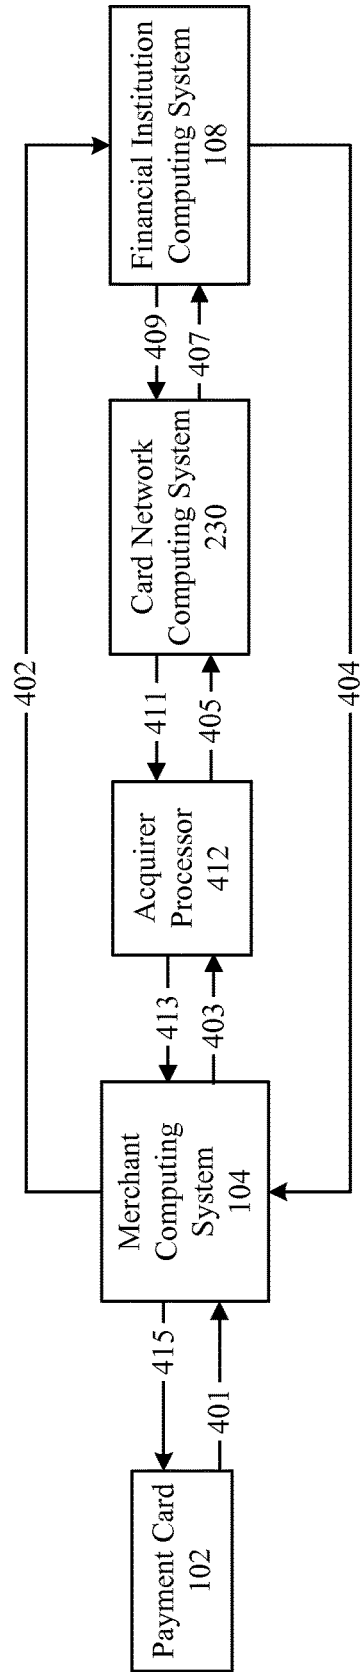 402
Payment Card
102
415
401
Merchant
Computing
System
104
413
403
Acquirer
Processor
412
411
405
Card Network
Computing System
230
409
407
Financial Institution
Computing System
108
404